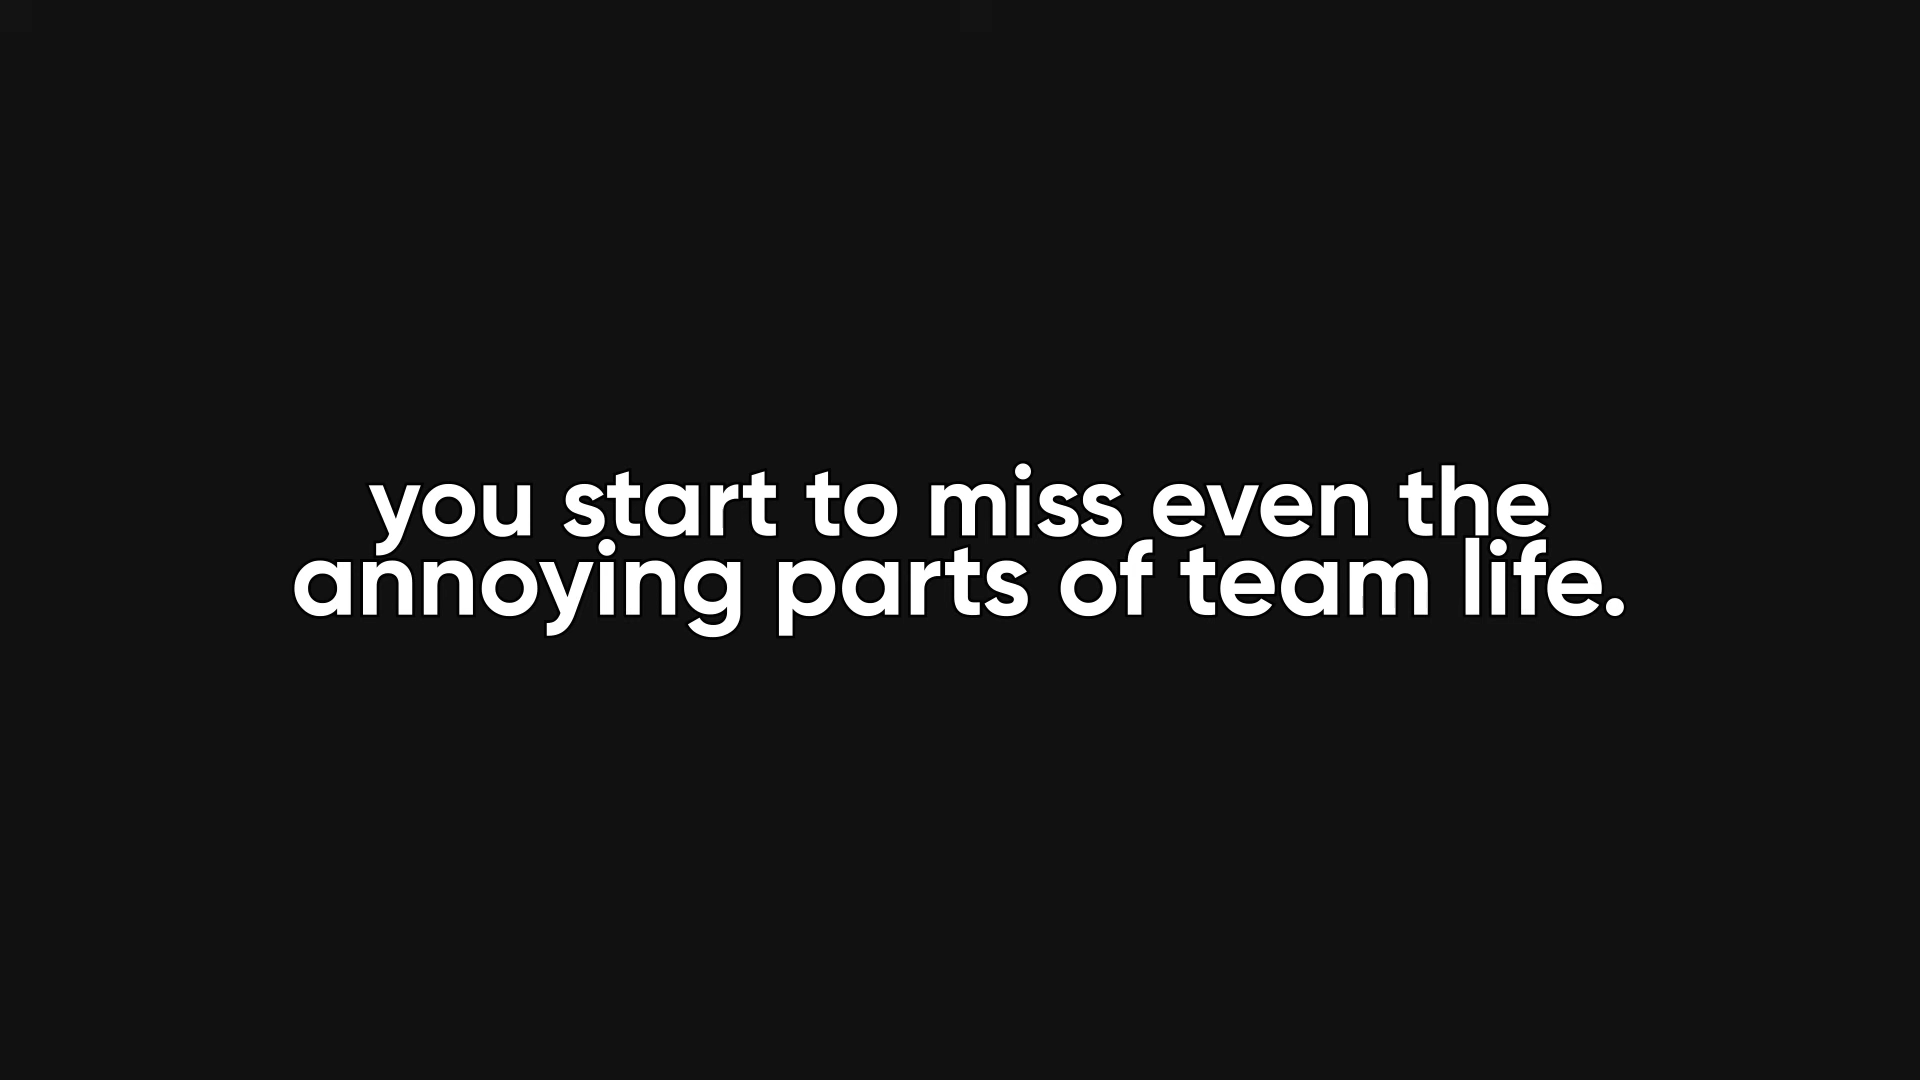 you start to miss even the
annoying parts of team life.